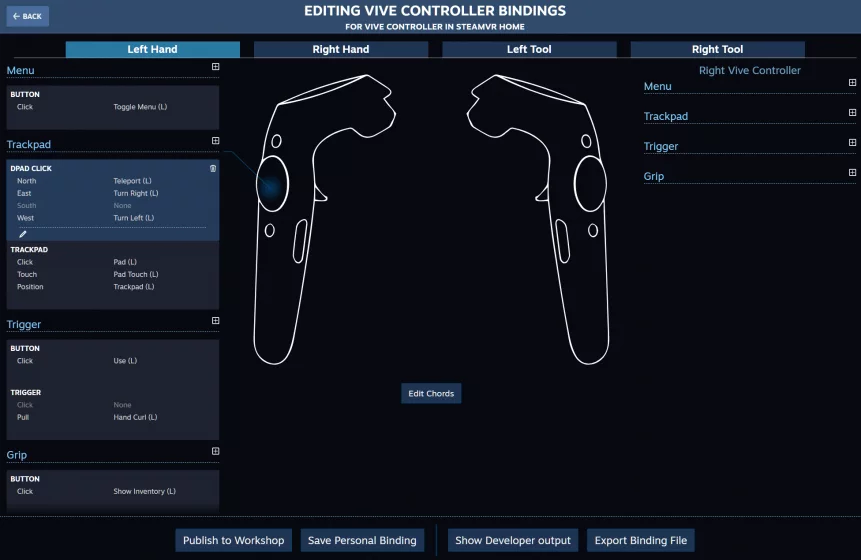 EDITING VIVE CONTROLLER BINDINGS
← BACK
FOR VIVE CONTROLLER IN STEAMVR HOME
Left Hand
Right Hand
Left Tool
Right Tool
Menu
BUTTON
Click Toggle Menu (L)
Trackpad
DPAD CLICK
North Teleport (L)
East Turn Right (L)
South None
West Turn Left (L)
TRACKPAD
Click Pad (L)
Touch Pad Touch (L)
Position Trackpad (L)
Trigger
BUTTON
Click Use (L)
TRIGGER
Click None
Pull Hand Curl (L)
Grip
BUTTON
Click Show Inventory (L)
Edit Chords
Right Vive Controller
Menu
Trackpad
Trigger
Grip
Publish to Workshop
Save Personal Binding
Show Developer output
Export Binding File